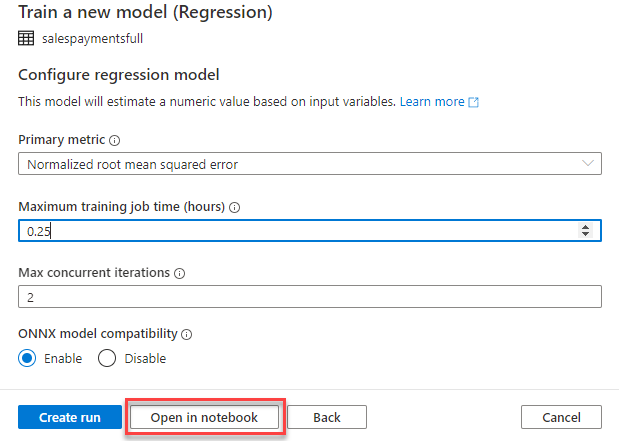 Train a new model (Regression)
salespaymentsfull
Configure regression model
This model will estimate a numeric value based on input variables. Learn more
Primary metric
Normalized root mean squared error
Maximum training job time (hours)
0.25
Max concurrent iterations
2
ONNX model compatibility
Enable Disable
Create run Open in notebook Back Cancel